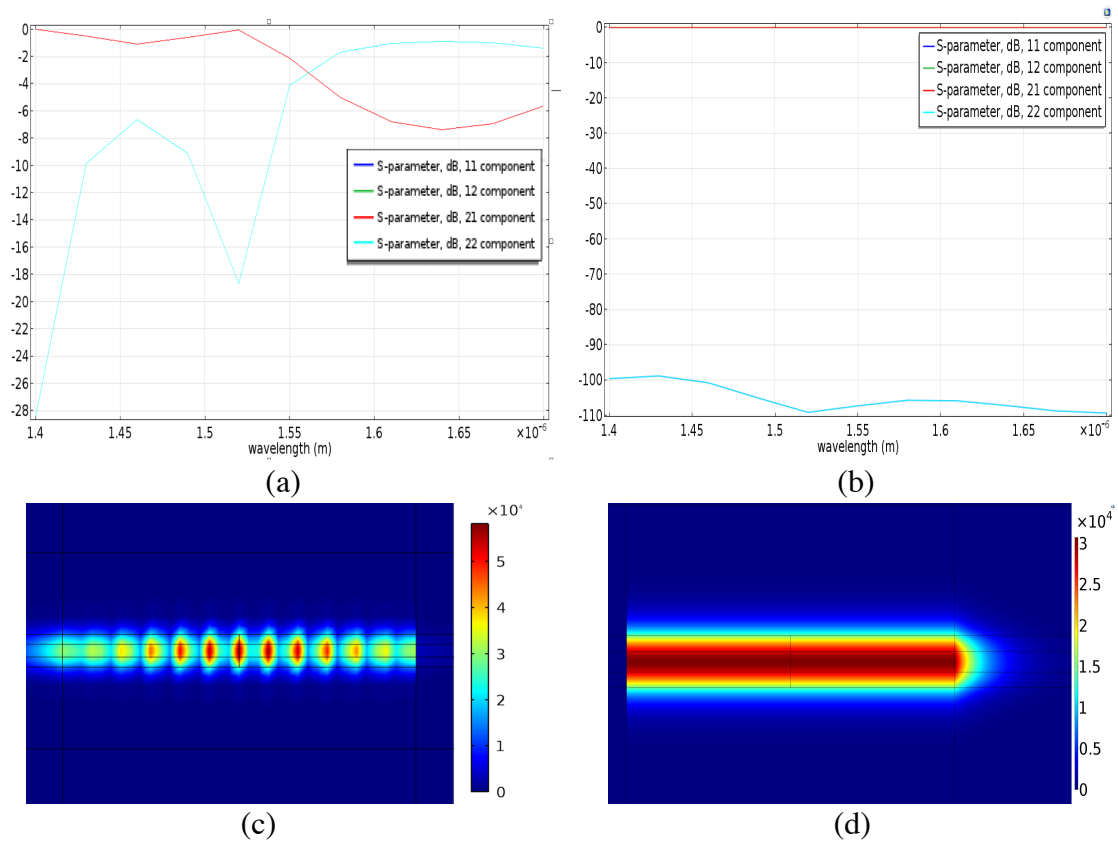 0
-2
-4
-6
-8
-10
-12
-14
-16
-18
-20
-22
-24
-26
-28
S-parameter, dB, 11 component
S-parameter, dB, 12 component
S-parameter, dB, 21 component
S-parameter, dB, 22 component
1.4 1.45 1.5 1.55 1.6 1.65 ×10⁻⁶
wavelength (m)
(a)
0
-10
-20
-30
-40
-50
-60
-70
-80
-90
-100
-110
S-parameter, dB, 11 component
S-parameter, dB, 12 component
S-parameter, dB, 21 component
S-parameter, dB, 22 component
1.4 1.45 1.5 1.55 1.6 1.65 ×10⁻⁶
wavelength (m)
(b)
×10⁴
5
4
3
2
1
0
(c)
×10⁴
3
2.5
2
1.5
1
0.5
0
(d)